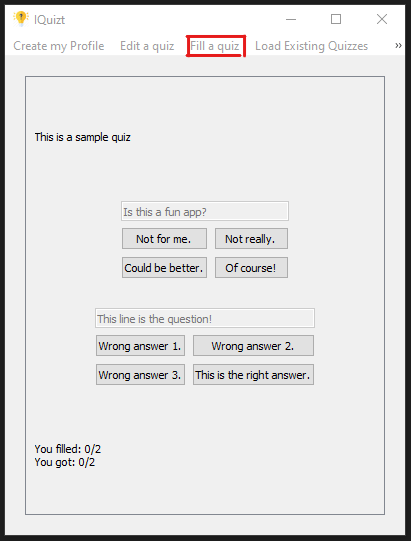 IQuizt
Create my Profile Edit a quiz Fill a quiz Load Existing Quizzes »
This is a sample quiz
Is this a fun app?
Not for me. Not really.
Could be better. Of course!
This line is the question!
Wrong answer 1. Wrong answer 2.
Wrong answer 3. This is the right answer.
You filled: 0/2
You got: 0/2